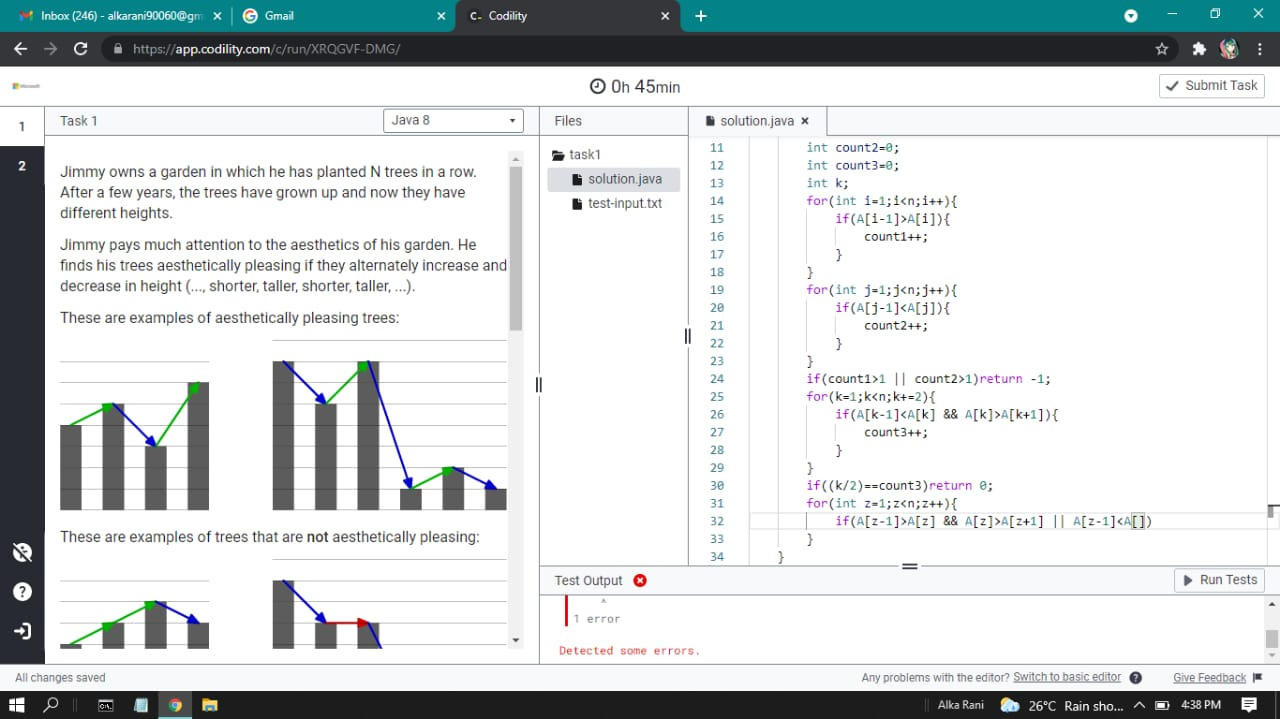 Inbox (246) - alkarani90060@gm
Gmail
Codility
https://app.codility.com/c/run/XRQGVF-DMG/
Microsoft
0h 45min
Submit Task
1
2
Task 1
Java 8
Files
solution.java
Jimmy owns a garden in which he has planted N trees in a row.
After a few years, the trees have grown up and now they have
different heights.
Jimmy pays much attention to the aesthetics of his garden. He
finds his trees aesthetically pleasing if they alternately increase and
decrease in height (..., shorter, taller, shorter, taller, ...).
These are examples of aesthetically pleasing trees:
These are examples of trees that are not aesthetically pleasing:
task1
solution.java
test-input.txt
11 int count2=0;
12 int count3=0;
13 int k;
14 for(int i=1;i<n;i++){
15 if(A[i-1]>A[i]){
16 count1++;
17 }
18 }
19 for(int j=1;j<n;j++){
20 if(A[j-1]<A[j]){
21 count2++;
22 }
23 }
24 if(count1>1 || count2>1)return -1;
25 for(k=1;k<n;k+=2){
26 if(A[k-1]<A[k] && A[k]>A[k+1]){
27 count3++;
28 }
29 }
30 if((k/2)==count3)return 0;
31 for(int z=1;z<n;z++){
32 if(A[z-1]>A[z] && A[z]>A[z+1] || A[z-1]<A[])
33 }
34 }
Test Output
Run Tests
^
1 error
Detected some errors.
All changes saved
Any problems with the editor? Switch to basic editor
Give Feedback
Alka Rani
26°C Rain sho...
4:38 PM